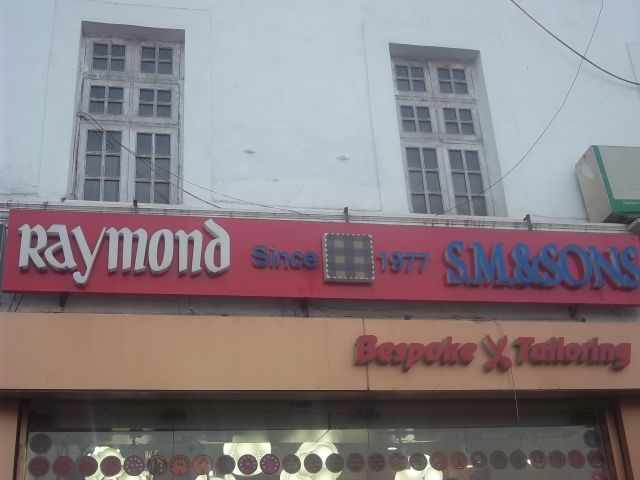 Raymond Since 1977 S.M.&SONS
Bespoke Tailoring